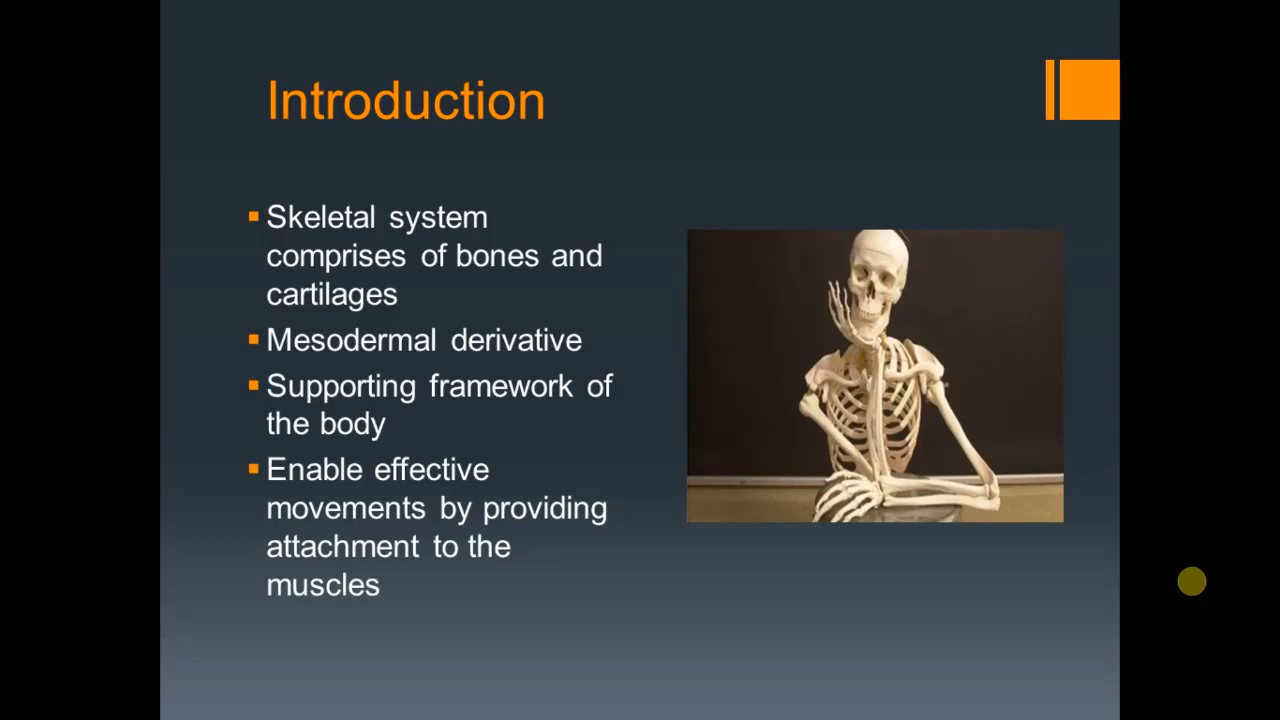 Introduction
Skeletal system
comprises of bones and
cartilages
Mesodermal derivative
Supporting framework of
the body
Enable effective
movements by providing
attachment to the
muscles